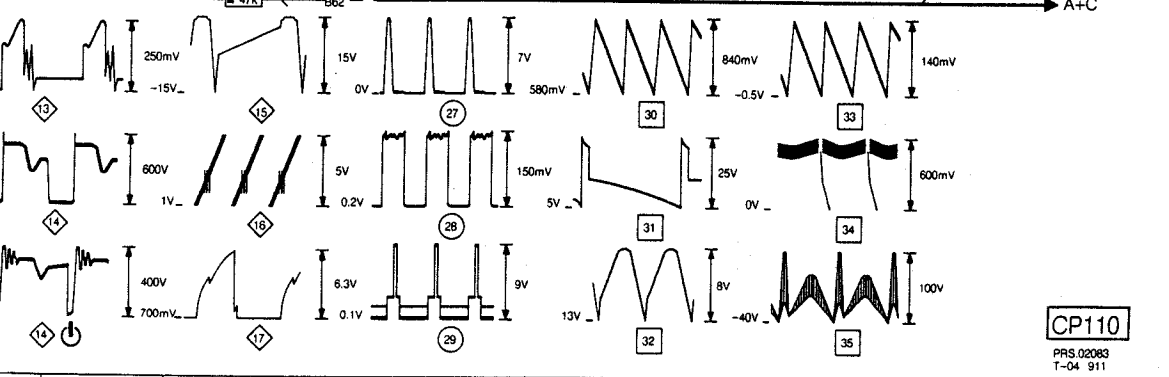 47k
B62
A+C
250mV
-15V
13
15V
15
0V
7V
27
580mV
840mV
30
-0.5V
140mV
33
600V
14
1V
5V
16
0.2V
150mV
28
5V
25V
31
0V
600mV
34
400V
700mV
14
6.3V
0.1V
17
9V
29
13V
8V
32
-40V
100V
35
CP110
PRS.02083
T-04 911